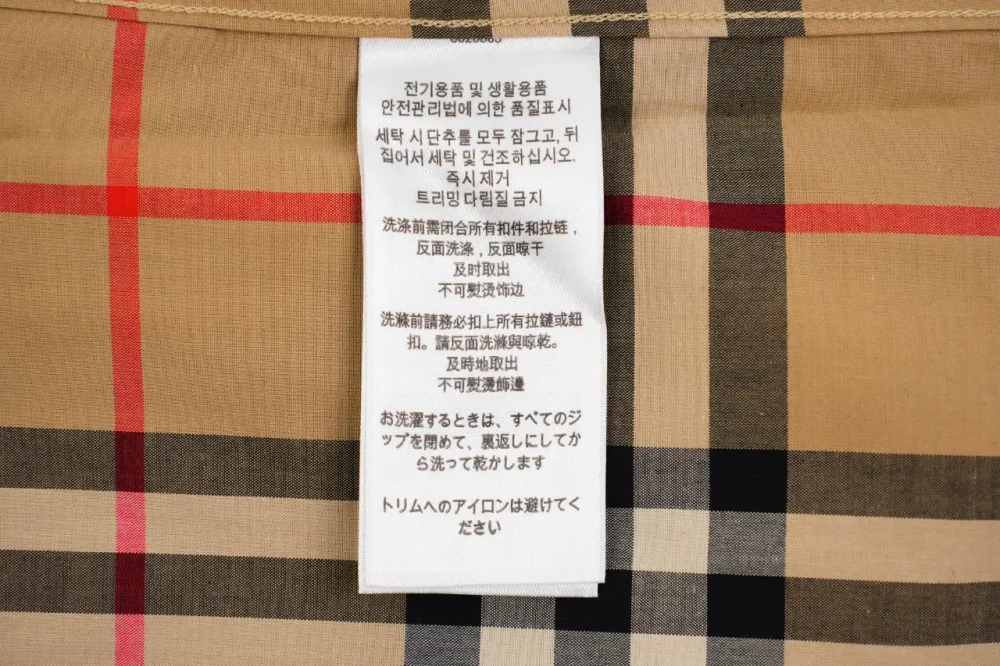 전기용품 및 생활용품
안전관리법에 의한 품질표시
세탁 시 단추를 모두 잠그고, 뒤
집어서 세탁 및 건조하십시오.
즉시 제거
트리밍 다림질 금지
洗涤前需闭合所有扣件和拉链，
反面洗涤，反面晾干
及时取出
不可熨烫饰边
洗滌前請務必扣上所有拉鏈或鈕
扣。請反面洗滌與晾乾。
及時地取出
不可熨燙飾邊
お洗濯するときは、すべてのジ
ップを閉めて、裏返しにしてか
ら洗って乾かします
トリムへのアイロンは避けてく
ださい